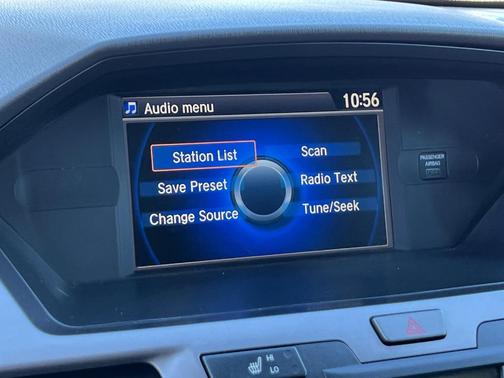 Audio menu
10:56
Station List
Scan
Save Preset
Radio Text
Change Source
Tune/Seek
PASSENGER
AIRBAG
HI
LO